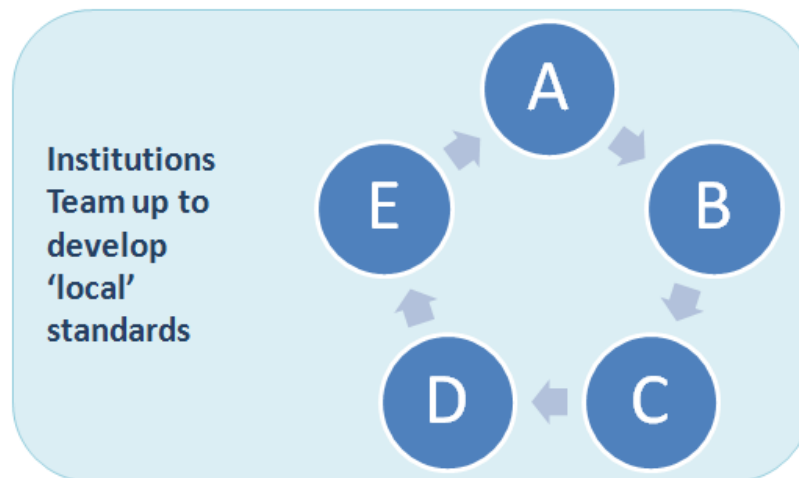 Institutions
Team up to
develop
‘local’
standards
A
B
C
D
E